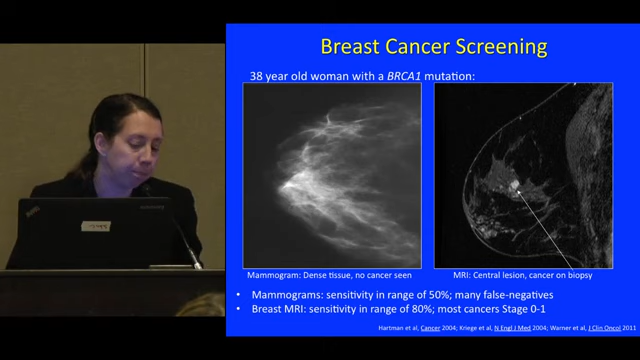 Breast Cancer Screening
38 year old woman with a BRCA1 mutation:
Mammogram: Dense tissue, no cancer seen
MRI: Central lesion, cancer on biopsy
• Mammograms: sensitivity in range of 50%; many false-negatives
• Breast MRI: sensitivity in range of 80%; most cancers Stage 0-1
Hartman et al, Cancer 2004; Kriege et al, N Engl J Med 2004; Warner et al, J Clin Oncol 2011